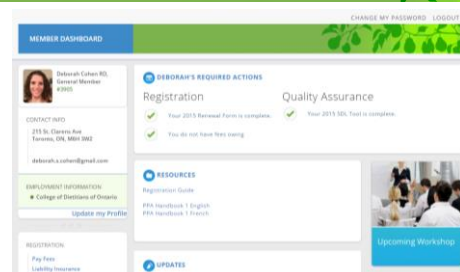 CHANGE MY PASSWORD LOGOUT
MEMBER DASHBOARD
Deborah Cohen RD,
General Member
#3905
CONTACT INFO
215 St. Clarens Ave
Toronto, ON, M6H 3W2
deborah.s.cohen@gmail.com
EMPLOYMENT INFORMATION
College of Dietitians of Ontario
Update my Profile
REGISTRATION
Pay Fees
Liability Insurance
DEBORAH'S REQUIRED ACTIONS
Registration
Your 2015 Renewal Form is complete.
You do not have fees owing
Quality Assurance
Your 2015 SDL Tool is complete.
RESOURCES
Registration Guide
PPA Handbook 1 English
PPA Handbook 1 French
UPDATES
Upcoming Workshop